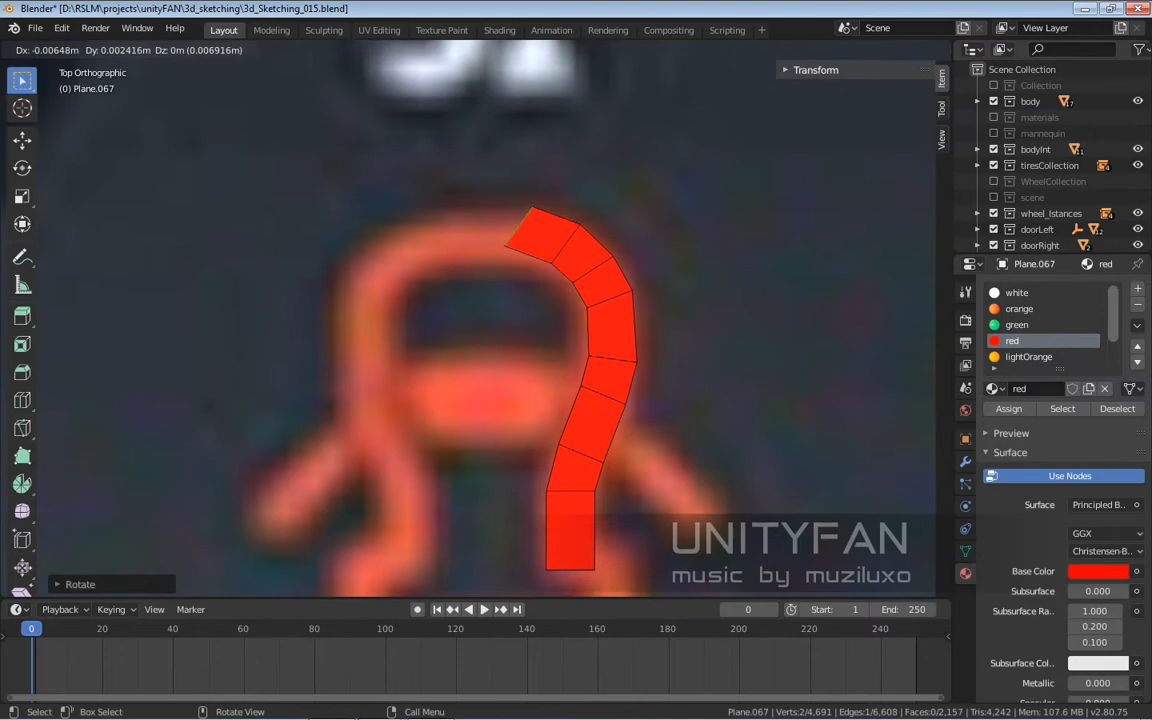 Blender* [D:\RSLM\projects\unityFAN\3d_sketching\3d_Sketching_015.blend]
File Edit Render Window Help Layout Modeling Sculpting UV Editing Texture Paint Shading Animation Rendering Compositing Scripting + Scene View Layer
Dx: -0.00648m Dy: 0.002416m Dz: 0m (0.006916m)
Top Orthographic
(0) Plane.067
Transform
Item
Tool
View
Scene Collection
Collection
body 17
materials
mannequin
bodyInt 11
tiresCollection 4
WheelCollection
scene
wheel_Istances 4
doorLeft 12
doorRight 2
Plane.067 red
white
orange
green
red
lightOrange
red
Assign Select Deselect
Preview
Surface
Use Nodes
Surface Principled B..
GGX
Christensen-B..
Base Color
Subsurface 0.000
Subsurface Ra.. 1.000
0.200
0.100
Subsurface Col..
Metallic 0.000
UNITYFAN
music by muziluxo
Rotate
Playback Keying View Marker 0 Start: 1 End: 250
0 20 40 60 80 100 120 140 160 180 200 220 240
Select Box Select Rotate View Call Menu Plane.067 | Verts:2/4,691 | Edges:1/6,608 | Faces:0/2,157 | Tris:4,242 | Mem: 107.6 MB | v2.80.75